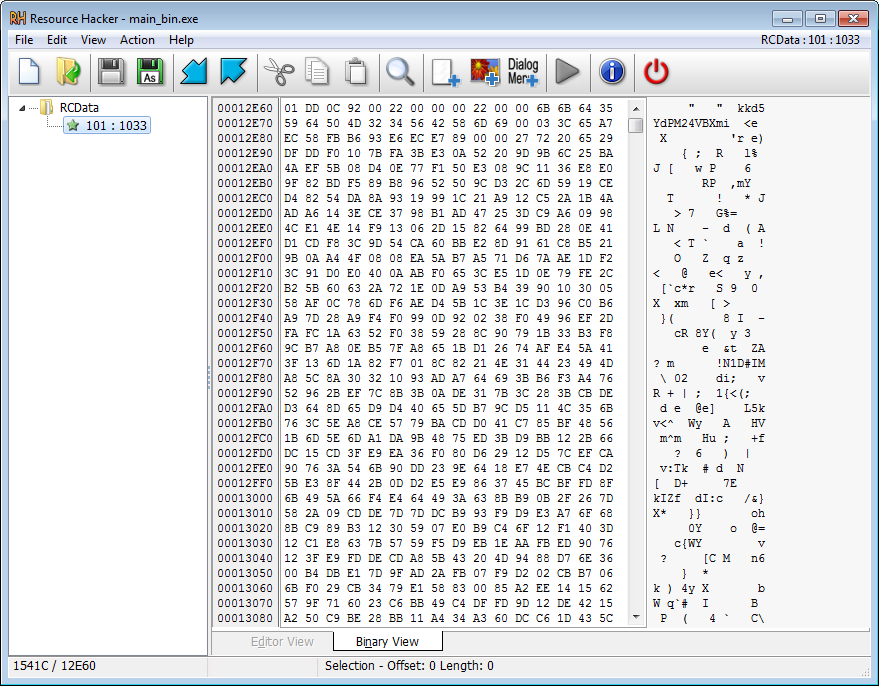 Resource Hacker - main_bin.exe
File Edit View Action Help RCData : 101 : 1033
As Dialog Menu
RCData
101 : 1033
00012E60 01 DD 0C 92 00 22 00 00 00 22 00 00 6B 6B 64 35 " " kkd5
00012E70 59 64 50 4D 32 34 56 42 58 6D 69 00 03 3C 65 A7 YdPM24VBXmi <e
00012E80 EC 58 FB B6 93 E6 EC E7 89 00 00 27 72 20 65 29 X 'r e)
00012E90 DF DD F0 10 7B FA 3B E3 0A 52 20 9D 9B 6C 25 BA { ; R l%
00012EA0 4A EF 5B 08 D4 0E 77 F1 50 E3 08 9C 11 36 E8 E0 J [ w P 6
00012EB0 9F 82 BD F5 89 B8 96 52 50 9C D3 2C 6D 59 19 CE RP ,mY
00012EC0 D4 82 54 DA 8A 93 19 99 1C 21 A9 12 C5 2A 1B 4A T ! * J
00012ED0 AD A6 14 3E CE 37 98 B1 AD 47 25 3D C9 A6 09 98 > 7 G%=
00012EE0 4C E1 4E 14 F9 13 06 2D 15 82 64 99 BD 28 0E 41 L N - d ( A
00012EF0 D1 CD F8 3C 9D 54 CA 60 BB E2 8D 91 61 C8 B5 21 < T ` a !
00012F00 9B 0A A4 4F 08 08 EA 5A B7 A5 71 D6 7A AE 1D F2 O Z q z
00012F10 3C 91 D0 E0 40 0A AB F0 65 3C E5 1D 0E 79 FE 2C < @ e< y ,
00012F20 B2 5B 60 63 2A 72 1E 0D A9 53 B4 39 90 10 30 05 [`c*r S 9 0
00012F30 58 AF 0C 78 6D F6 AE D4 5B 1C 3E 1C D3 96 C0 B6 X xm [ >
00012F40 A9 7D 28 A9 F4 F0 99 0D 92 02 38 F0 49 96 EF 2D }( 8 I -
00012F50 FA FC 1A 63 52 F0 38 59 28 8C 90 79 1B 33 B3 F8 cR 8Y( y 3
00012F60 9C B7 A8 0E B5 7F A8 65 1B D1 26 74 AF E4 5A 41 e &t ZA
00012F70 3F 13 6D 1A 82 F7 01 8C 82 21 4E 31 44 23 49 4D ? m !N1D#IM
00012F80 A8 5C 8A 30 32 10 93 AD A7 64 69 3B B6 F3 A4 76 \ 02 di; v
00012F90 52 96 2B EF 7C 8B 3B 0A DE 31 7B 3C 28 3B CB DE R + | ; 1{<(;
00012FA0 D3 64 8D 65 D9 D4 40 65 5D B7 9C D5 11 4C 35 6B d e @e] L5k
00012FB0 76 3C 5E A8 CE 57 79 BA CD D0 41 C7 85 BF 48 56 v<^ Wy A HV
00012FC0 1B 6D 5E 6D A1 DA 9B 48 75 ED 3B D9 BB 12 2B 66 m^m Hu ; +f
00012FD0 DC 15 CD 3F E9 EA 36 F0 80 D6 29 12 D5 7C EF CA ? 6 ) |
00012FE0 90 76 3A 54 6B 90 DD 23 9E 64 18 E7 4E CB C4 D2 v:Tk # d N
00012FF0 5B E3 8F 44 2B 0D D2 E5 E9 86 37 45 BC BF FD 8F [ D+ 7E
00013000 6B 49 5A 66 F4 E4 64 49 3A 63 8B B9 0B 2F 26 7D kIZf dI:c /&}
00013010 58 2A 09 CD DE 7D 7D DC B9 93 F9 D9 E3 A7 6F 68 X* }} oh
00013020 8B C9 89 B3 12 30 59 07 E0 B9 C4 6F 12 F1 40 3D 0Y o @=
00013030 12 C1 E8 63 7B 57 59 F5 D9 EB 1E AA FB ED 90 76 c{WY v
00013040 12 3F E9 FD DE CD A8 5B 43 20 4D 94 88 D7 6E 36 ? [C M n6
00013050 00 B4 DB E1 7D 9F AD 2A FB 07 F9 D2 02 CB B7 06 } *
00013060 6B F0 29 CB 34 79 E1 58 83 00 85 A2 EE 14 15 62 k ) 4y X b
00013070 57 9F 71 60 23 C6 BB 49 C4 DF FD 9D 12 DE 42 15 W q`# I B
00013080 A2 50 C9 BE 28 BB 11 A4 34 A3 60 DC C6 1D 43 5C P ( 4 ` C\
Editor View Binary View
1541C / 12E60 Selection - Offset: 0 Length: 0